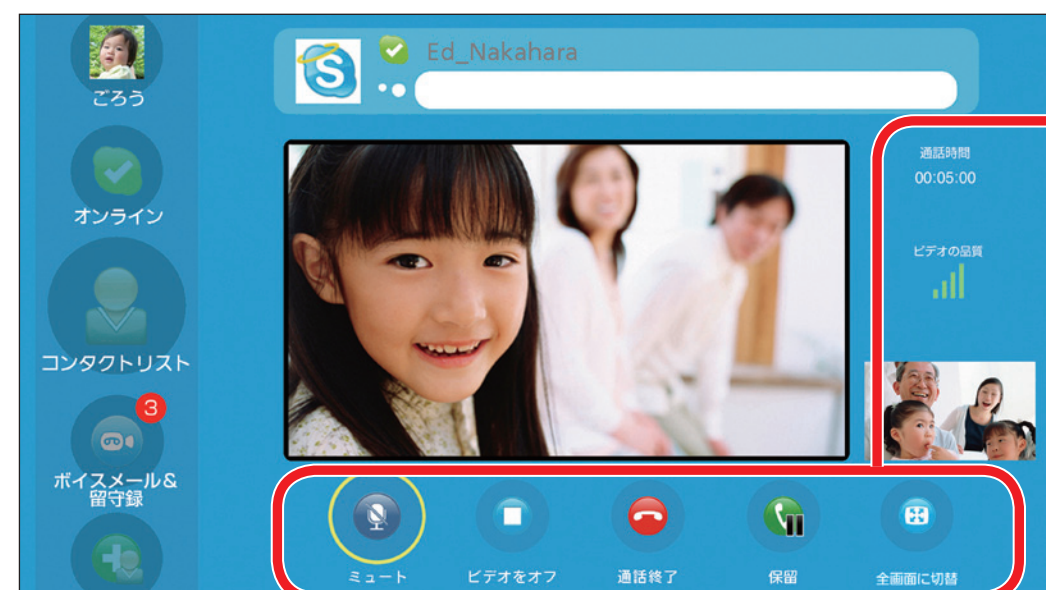 ごろう
オンライン
コンタクトリスト
3
ボイスメール&
留守録
S
Ed_Nakahara
通話時間
00:05:00
ビデオの品質
ミュート
ビデオをオフ
通話終了
保留
全画面に切替